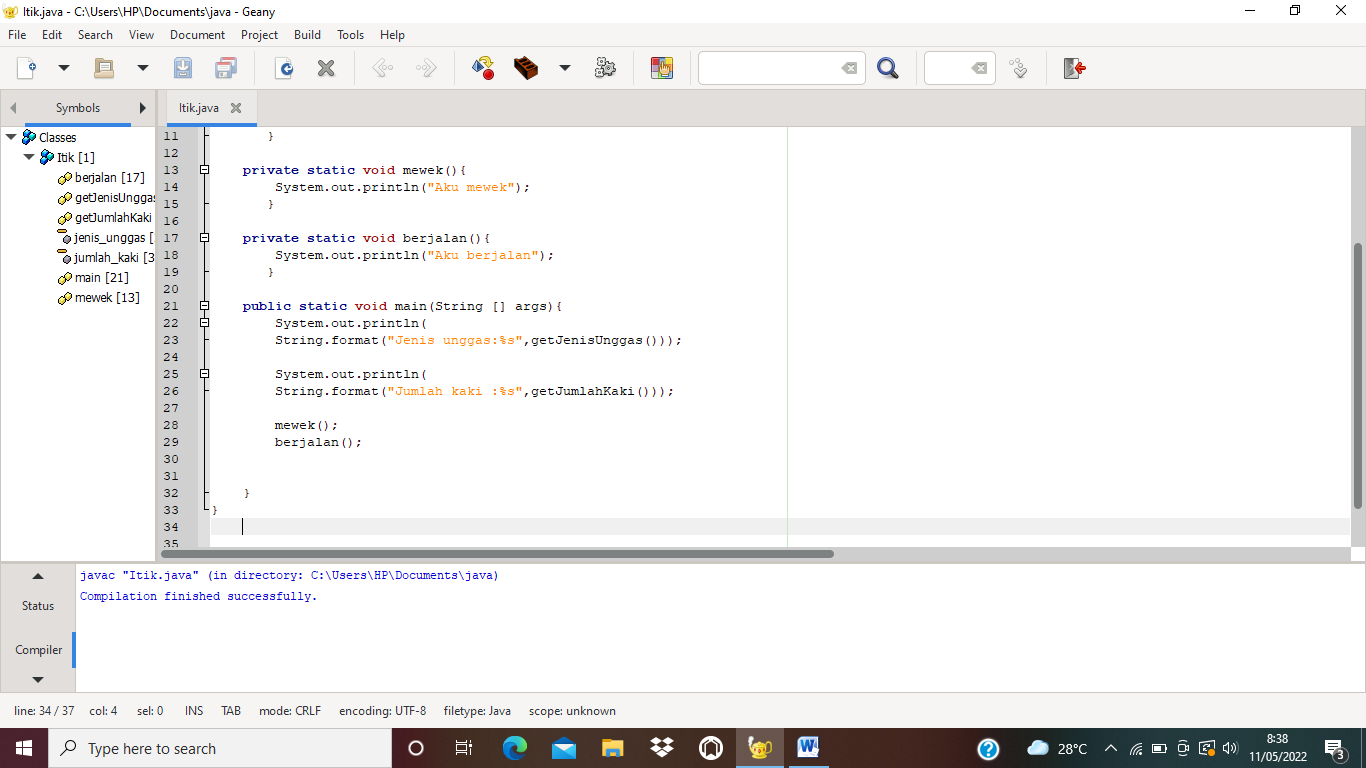 Itik.java - C:\Users\HP\Documents\java - Geany
File Edit Search View Document Project Build Tools Help
Symbols
Itik.java
Classes
Itik [1]
berjalan [17]
getJenisUnggas
getJumlahKaki
jenis_unggas [
jumlah_kaki [3
main [21]
mewek [13]
11 }
12
13 private static void mewek(){
14 System.out.println("Aku mewek");
15 }
16
17 private static void berjalan(){
18 System.out.println("Aku berjalan");
19 }
20
21 public static void main(String [] args){
22 System.out.println(
23 String.format("Jenis unggas:%s",getJenisUnggas()));
24
25 System.out.println(
26 String.format("Jumlah kaki :%s",getJumlahKaki()));
27
28 mewek();
29 berjalan();
30
31
32 }
33 }
34
35
Status
Compiler
javac "Itik.java" (in directory: C:\Users\HP\Documents\java)
Compilation finished successfully.
line: 34 / 37 col: 4 sel: 0 INS TAB mode: CRLF encoding: UTF-8 filetype: Java scope: unknown
Type here to search
28°C
8:38
11/05/2022
3